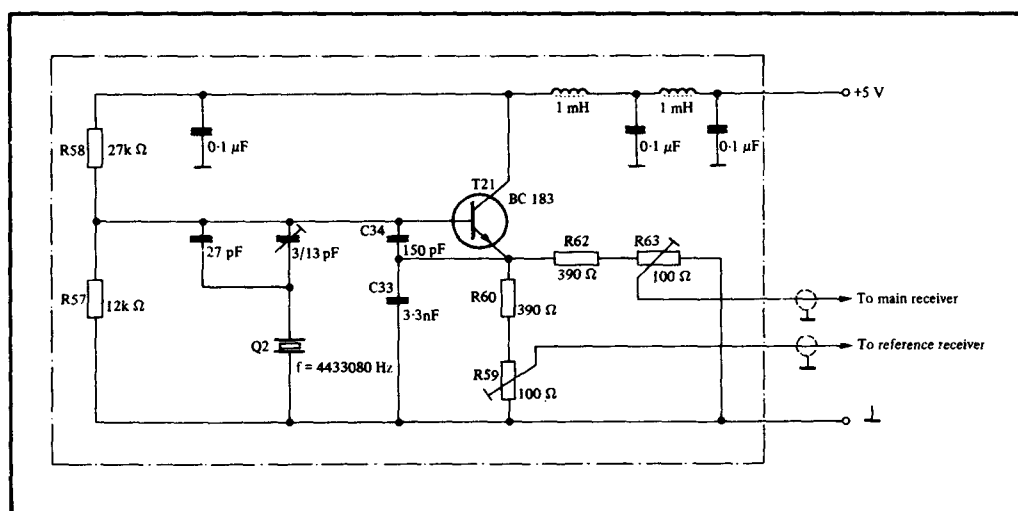 +5 V
1 mH
1 mH
0·1 μF
0·1 μF
0·1 μF
R58
27k Ω
T21
BC 183
27 pF
3/13 pF
C34
150 pF
R62
390 Ω
R63
100 Ω
R57
12k Ω
C33
3·3nF
R60
390 Ω
To main receiver
Q2
f = 4433080 Hz
R59
100 Ω
To reference receiver